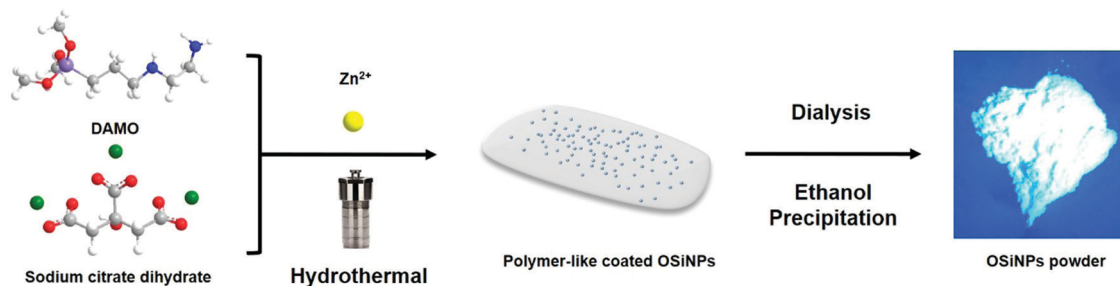 DAMO
Sodium citrate dihydrate
Zn2+
Hydrothermal
Polymer-like coated OSiNPs
Dialysis
Ethanol
Precipitation
OSiNPs powder